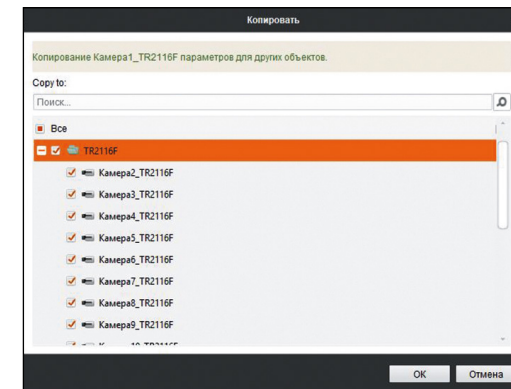 Копировать
Копирование Камера1_TR2116F параметров для других объектов.
Copy to:
Поиск...
Все
TR2116F
Камера2_TR2116F
Камера3_TR2116F
Камера4_TR2116F
Камера5_TR2116F
Камера6_TR2116F
Камера7_TR2116F
Камера8_TR2116F
Камера9_TR2116F
ОК Отмена